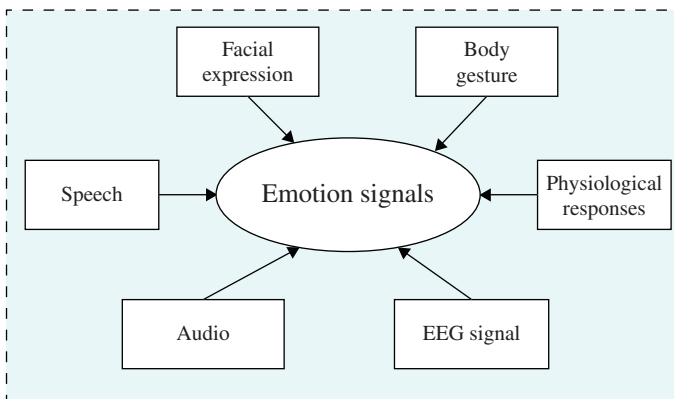 Facial
expression
Body
gesture
Speech
Emotion signals
Physiological
responses
Audio
EEG signal